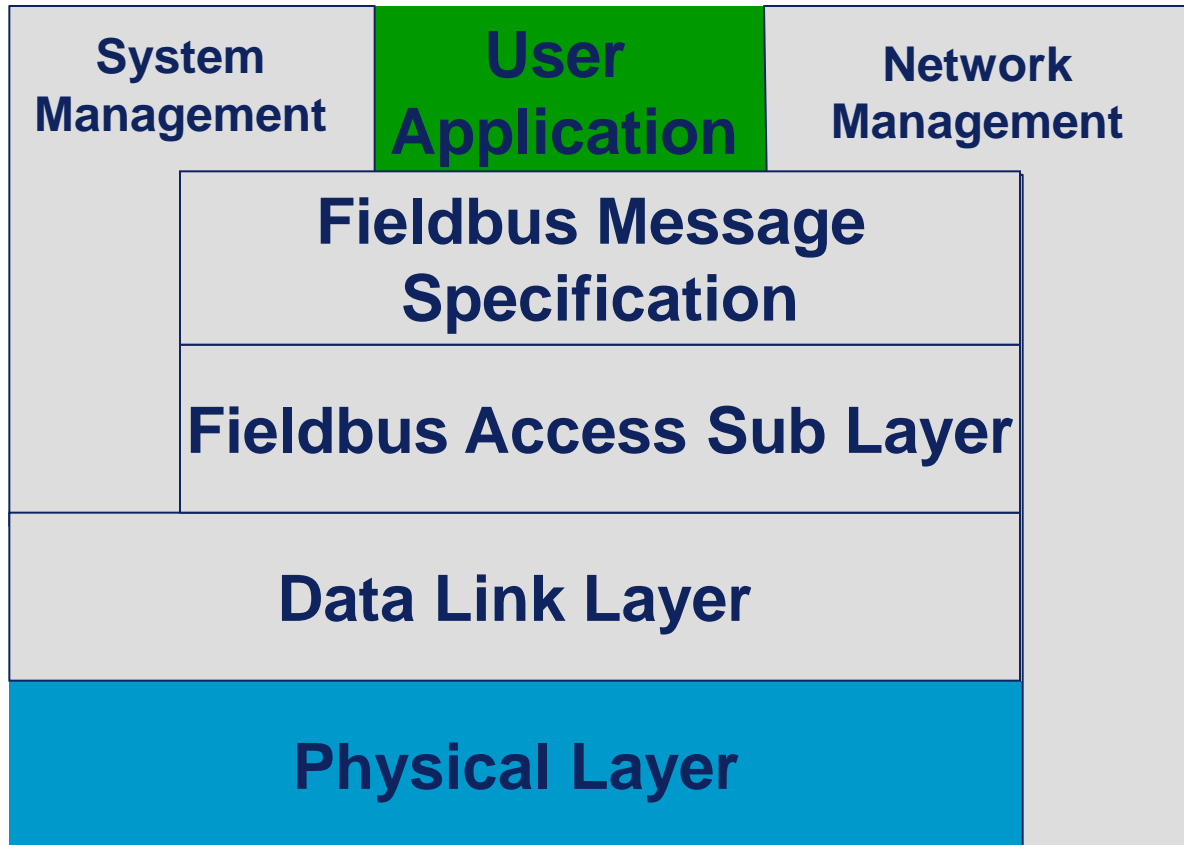 System
Management
User
Application
Network
Management
Fieldbus Message
Specification
Fieldbus Access Sub Layer
Data Link Layer
Physical Layer